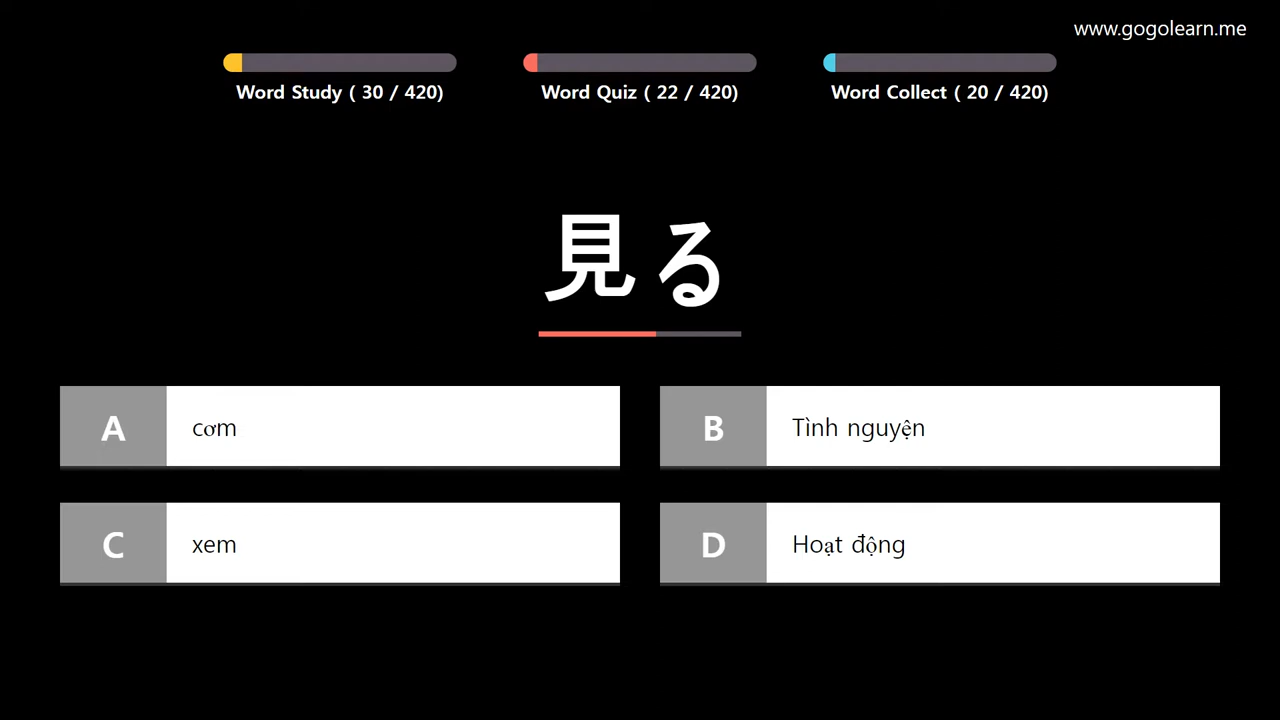 www.gogolearn.me
Word Study ( 30 / 420)
Word Quiz ( 22 / 420)
Word Collect ( 20 / 420)
見る
A cơm
B Tình nguyện
C xem
D Hoạt động